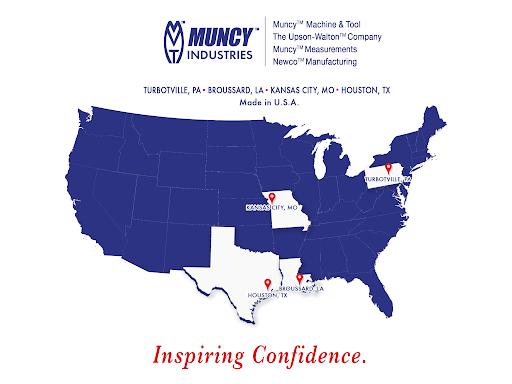 MUNCY™
INDUSTRIES
Muncy™ Machine & Tool
The Upson-Walton™ Company
Muncy™ Measurements
Newco™ Manufacturing
TURBOTVILLE, PA • BROUSSARD, LA • KANSAS CITY, MO • HOUSTON, TX
Made in U.S.A.
TURBOTVILLE, PA
KANSAS CITY, MO
BROUSSARD, LA
HOUSTON, TX
Inspiring Confidence.